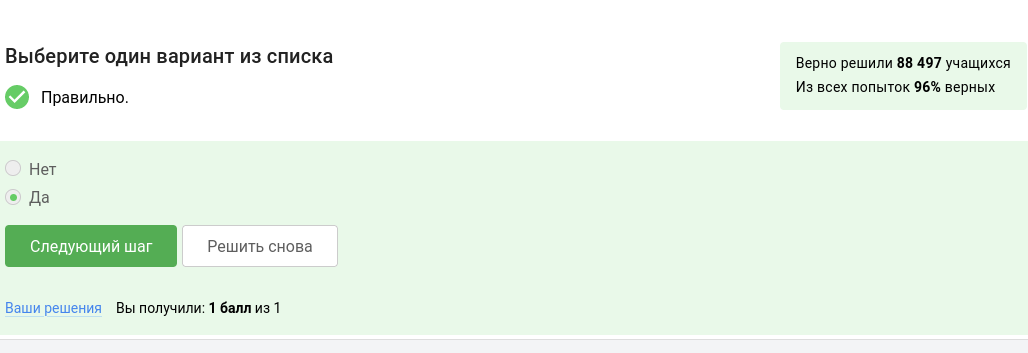 Выберите один вариант из списка
Верно решили 88 497 учащихся
Из всех попыток 96% верных
Правильно.
Нет
Да
Следующий шаг
Решить снова
Ваши решения Вы получили: 1 балл из 1